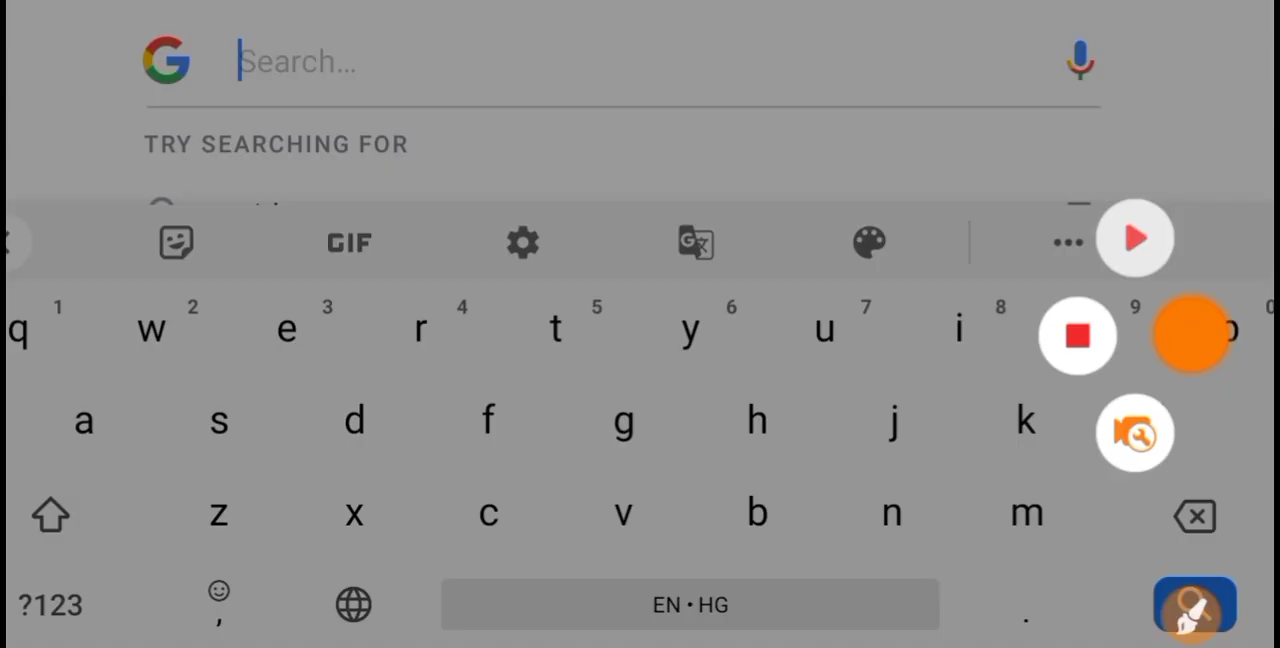 Search...
TRY SEARCHING FOR
GIF
1 2 3 4 5 6 7 8 9 0
q w e r t y u i p
a s d f g h j k
z x c v b n m
?123 , EN • HG .